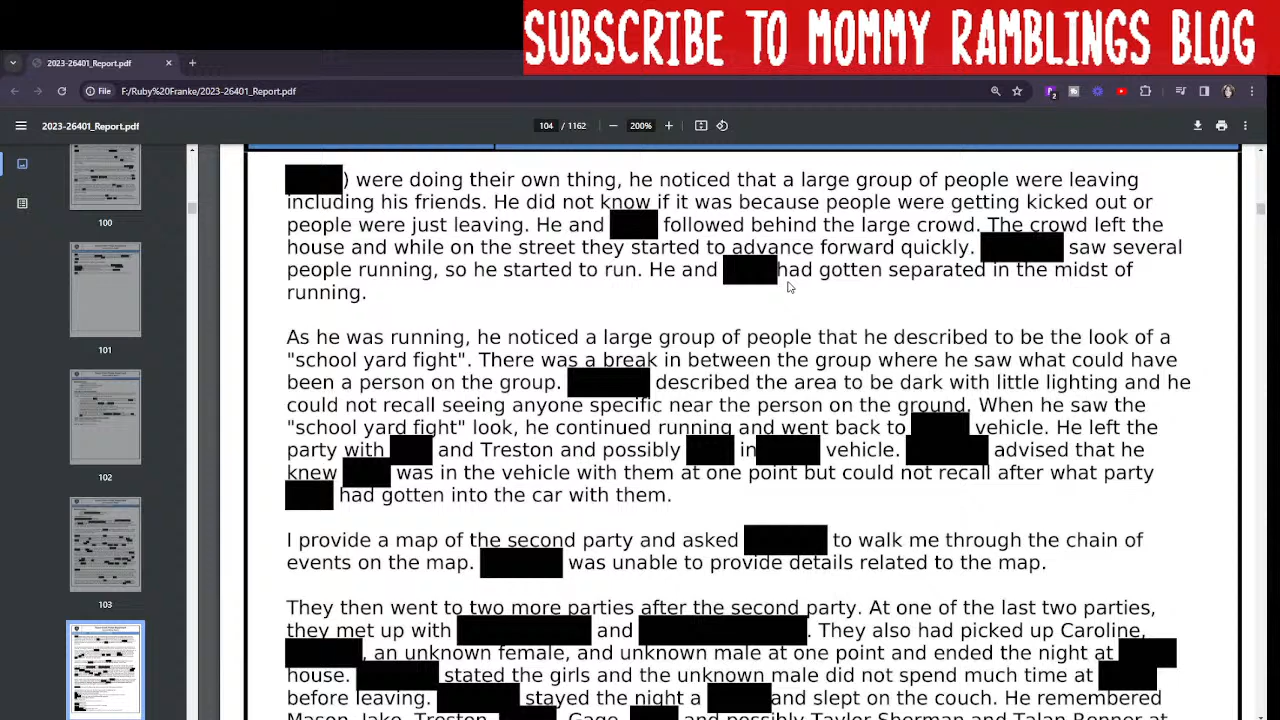 SUBSCRIBE TO MOMMY RAMBLINGS BLOG
2023-26401_Report.pdf
File F:/Ruby%20Franke/2023-26401_Report.pdf
2023-26401_Report.pdf
104 / 1162
200%
100
101
102
103
) were doing their own thing, he noticed that a large group of people were leaving
including his friends. He did not know if it was because people were getting kicked out or
people were just leaving. He and followed behind the large crowd. The crowd left the
house and while on the street they started to advance forward quickly. saw several
people running, so he started to run. He and had gotten separated in the midst of
running.
As he was running, he noticed a large group of people that he described to be the look of a
"school yard fight". There was a break in between the group where he saw what could have
been a person on the group. described the area to be dark with little lighting and he
could not recall seeing anyone specific near the person on the ground. When he saw the
"school yard fight" look, he continued running and went back to vehicle. He left the
party with and Treston and possibly in vehicle. advised that he
knew was in the vehicle with them at one point but could not recall after what party
had gotten into the car with them.
I provide a map of the second party and asked to walk me through the chain of
events on the map. was unable to provide details related to the map.
They then went to two more parties after the second party. At one of the last two parties,
they met up with and . They also had picked up Caroline,
, an unknown female and unknown male at one point and ended the night at
house. stated the girls and the unknown male did not spend much time at
before leaving. stayed the night a and slept on the couch. He remembered
Mason, Jake, Treston, , Gage, and possibly Taylor Sherman and Talan Renner at